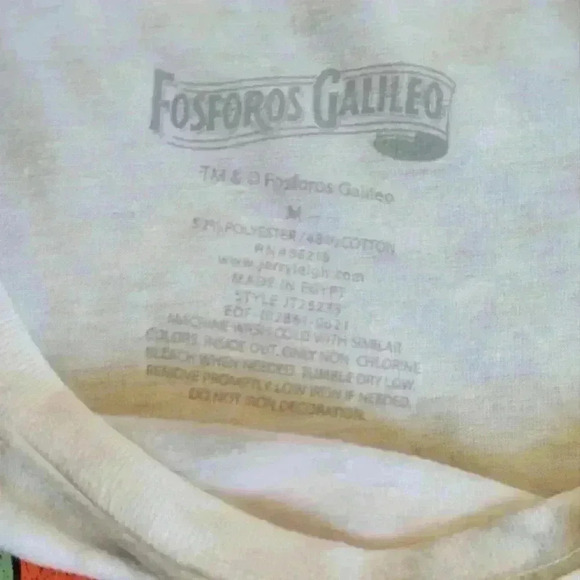 FOSFOROS GALILEO
TM & © Fosforos Galileo
M
52% POLYESTER / 48% COTTON
www.jerryleigh.com
MADE IN EGYPT
STYLE
MACHINE WASH COLD WITH SIMILAR
COLORS, INSIDE OUT. ONLY NON CHLORINE
BLEACH WHEN NEEDED. TUMBLE DRY LOW.
REMOVE PROMPTLY. LOW IRON IF NEEDED.
DO NOT IRON DECORATION.